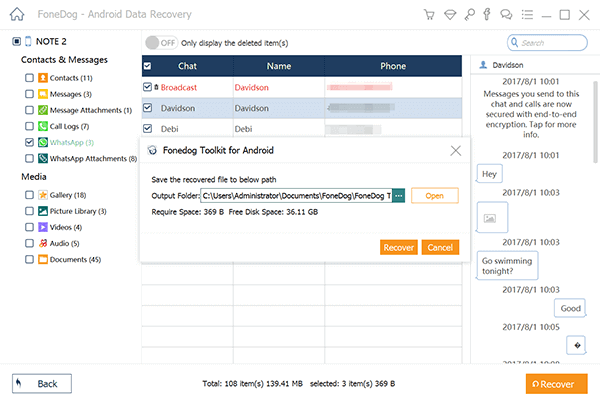 FoneDog - Android Data Recovery
NOTE 2
Contacts & Messages
Contacts (11)
Messages (3)
Message Attachments (1)
Call Logs (7)
WhatsApp (3)
WhatsApp Attachments (8)
Media
Gallery (18)
Picture Library (3)
Videos (4)
Audio (5)
Documents (45)
OFF Only display the deleted item(s)
Search
Chat Name Phone
Broadcast Davidson
Davidson Davidson
Debi Debi
Fonedog Toolkit for Android
Save the recovered file to below path
Output Folder: C:\Users\Administrator\Documents\FoneDog\FoneDog T ... Open
Require Space: 369 B Free Disk Space: 36.11 GB
Recover Cancel
Davidson
2017/8/1 10:01
Messages you send to this
chat and calls are now
secured with end-to-end
encryption. Tap for more
info.
2017/8/1 10:01
Hey
2017/8/1 10:03
2017/8/1 10:03
Go swimming
tonight?
2017/8/1 10:03
Good
2017/8/1 10:05
�
2017/8/1 10:08
Back
Total: 108 item(s) 139.41 MB selected: 3 item(s) 369 B
Recover